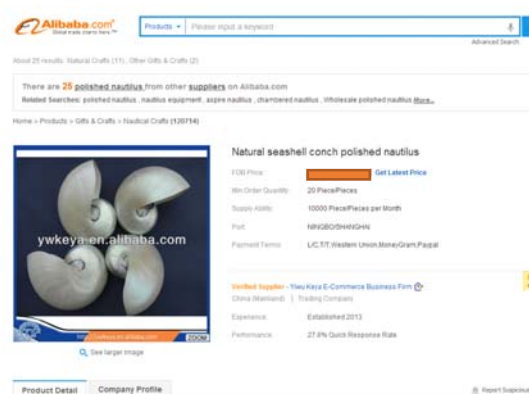 Alibaba.com
Global trade starts here.™
Products
Please input a keyword
Advanced Search
About 25 results: Natural Crafts (11), Other Gifts & Crafts (2)
There are 25 polished nautilus from other suppliers on Alibaba.com
Related Searches: polished nautilus , nautilus equipment , aspire nautilus , chambered nautilus , Wholesale polished nautilus More...
Home > Products > Gifts & Crafts > Nautical Crafts (120714)
Natural seashell conch polished nautilus
FOB Price:
Get Latest Price
Min.Order Quantity:
20 Piece/Pieces
Supply Ability:
10000 Piece/Pieces per Month
Port:
NINGBO/SHANGHAI
Payment Terms:
L/C,T/T,Western Union,MoneyGram,Paypal
ywkeya.en.alibaba.com
Verified Supplier - Yiwu Keya E-Commerce Business Firm
China (Mainland) | Trading Company
Experience:
Established 2013
Performance:
27.6% Quick Response Rate
http://ywkeya.en.alibaba.com
ZOOM
See larger image
Product Detail
Company Profile
Report Suspicious